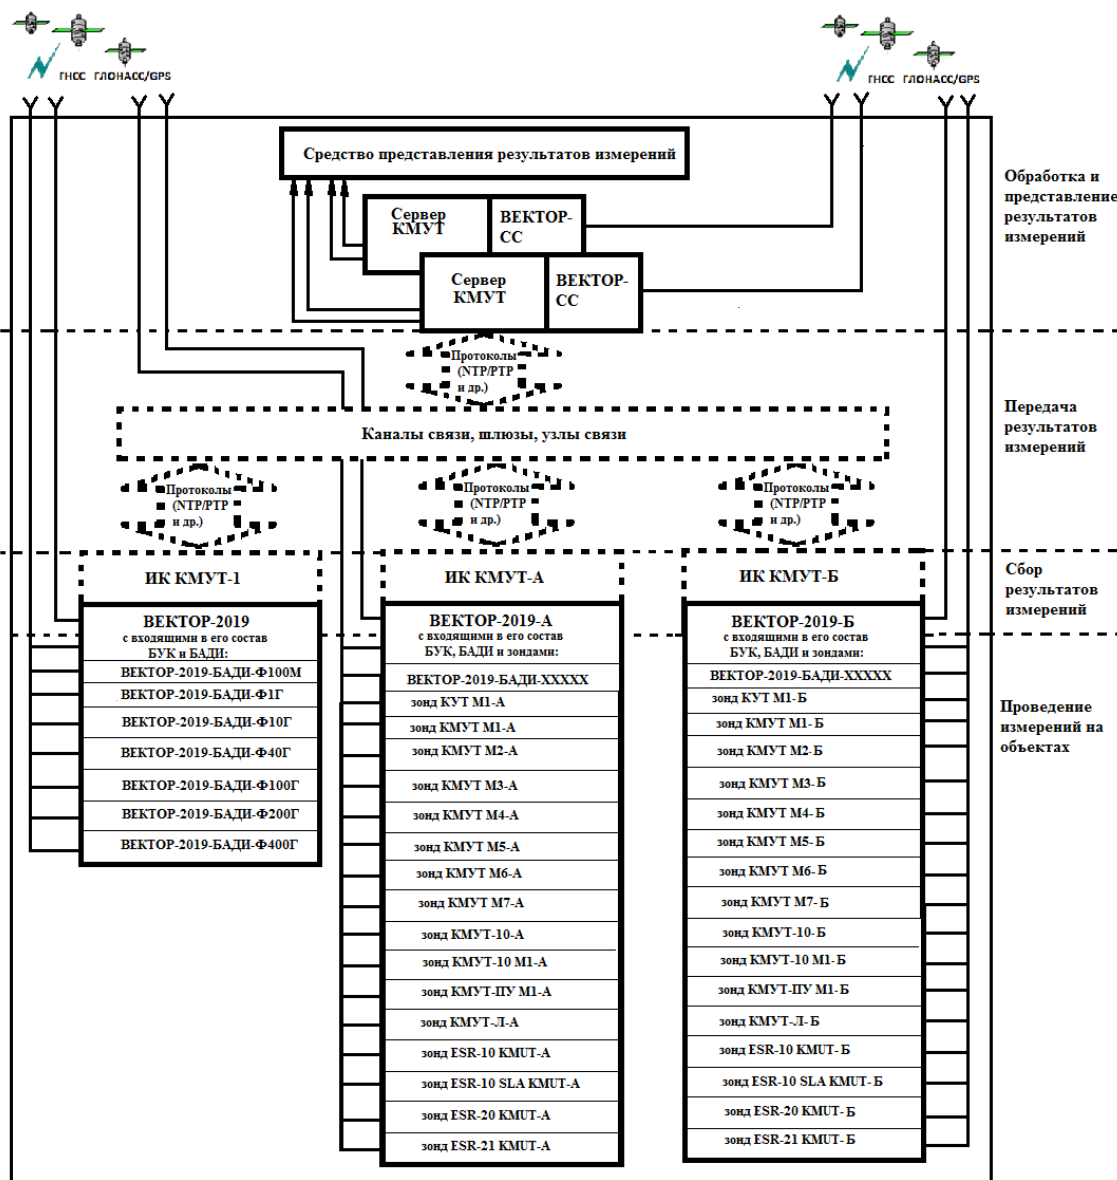 ГНСС ГЛОНАСС/GPS
ГНСС ГЛОНАСС/GPS
Средство представления результатов измерений
Сервер
КМУТ
ВЕКТОР-
СС
Сервер
КМУТ
ВЕКТОР-
СС
Обработка и
представление
результатов
измерений
Протоколы
(NTP/PTP
и др.)
Каналы связи, шлюзы, узлы связи
Передача
результатов
измерений
Протоколы
(NTP/PTP
и др.)
Протоколы
(NTP/PTP
и др.)
Протоколы
(NTP/PTP
и др.)
Сбор
результатов
измерений
Проведение
измерений на
объектах
ИК КМУТ-1
ВЕКТОР-2019
с входящими в его состав
БУК и БАДИ:
ВЕКТОР-2019-БАДИ-Ф100М
ВЕКТОР-2019-БАДИ-Ф1Г
ВЕКТОР-2019-БАДИ-Ф10Г
ВЕКТОР-2019-БАДИ-Ф40Г
ВЕКТОР-2019-БАДИ-Ф100Г
ВЕКТОР-2019-БАДИ-Ф200Г
ВЕКТОР-2019-БАДИ-Ф400Г
ИК КМУТ-А
ВЕКТОР-2019-А
с входящими в его состав
БУК, БАДИ и зондами:
ВЕКТОР-2019-БАДИ-ХХХХХ
зонд КУТ М1-А
зонд КМУТ М1-А
зонд КМУТ М2-А
зонд КМУТ М3-А
зонд КМУТ М4-А
зонд КМУТ М5-А
зонд КМУТ М6-А
зонд КМУТ М7-А
зонд КМУТ-10-А
зонд КМУТ-10 М1-А
зонд КМУТ-ПУ М1-А
зонд КМУТ-Л-А
зонд ESR-10 KMUT-А
зонд ESR-10 SLA KMUT-А
зонд ESR-20 KMUT-А
зонд ESR-21 KMUT-А
ИК КМУТ-Б
ВЕКТОР-2019-Б
с входящими в его состав
БУК, БАДИ и зондами:
ВЕКТОР-2019-БАДИ-ХХХХХ
зонд КУТ М1-Б
зонд КМУТ М1-Б
зонд КМУТ М2-Б
зонд КМУТ М3-Б
зонд КМУТ М4-Б
зонд КМУТ М5-Б
зонд КМУТ М6-Б
зонд КМУТ М7-Б
зонд КМУТ-10-Б
зонд КМУТ-10 М1-Б
зонд КМУТ-ПУ М1-Б
зонд КМУТ-Л-Б
зонд ESR-10 KMUT-Б
зонд ESR-10 SLA KMUT-Б
зонд ESR-20 KMUT-Б
зонд ESR-21 KMUT-Б